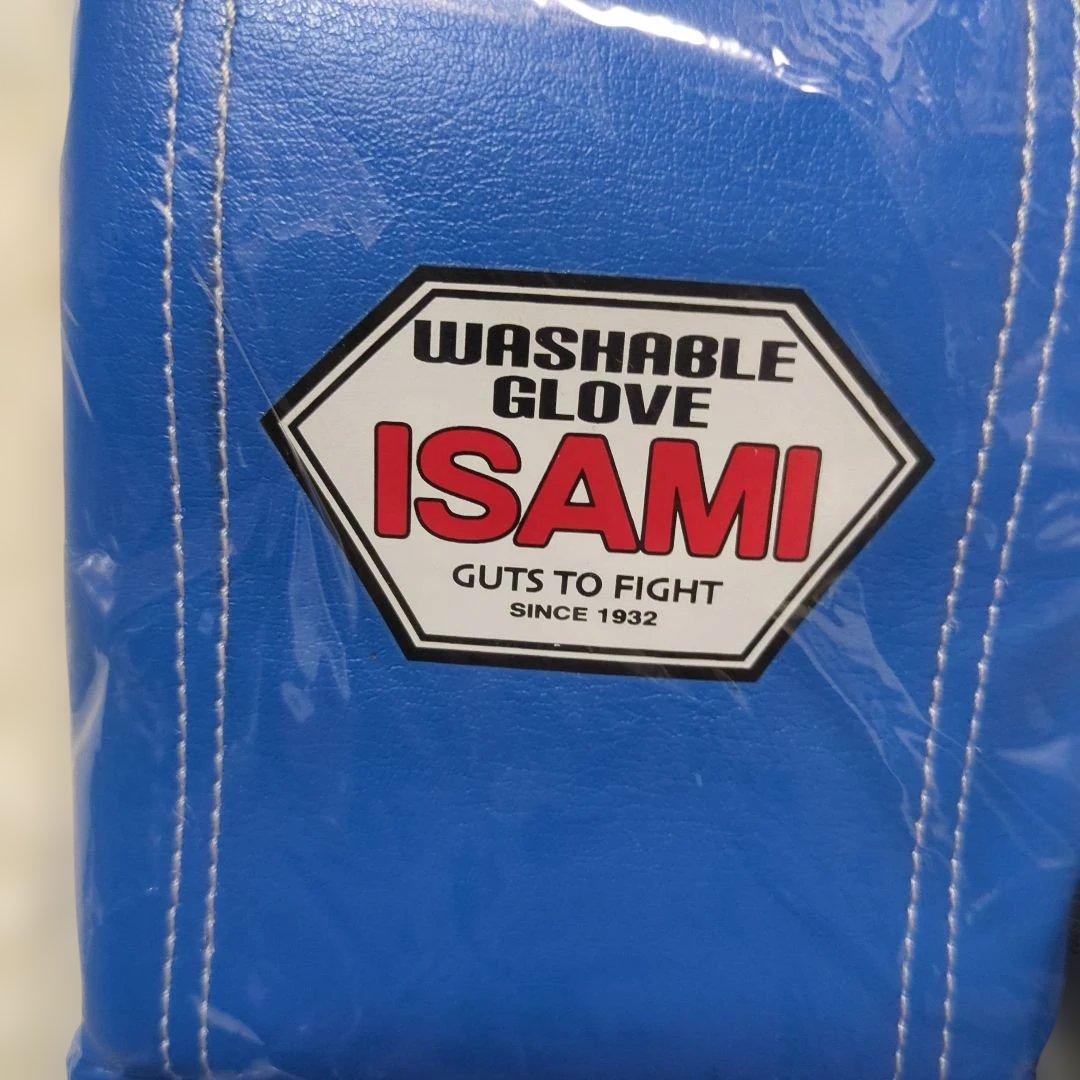 WASHABLE
GLOVE
ISAMI
GUTS TO FIGHT
SINCE 1932